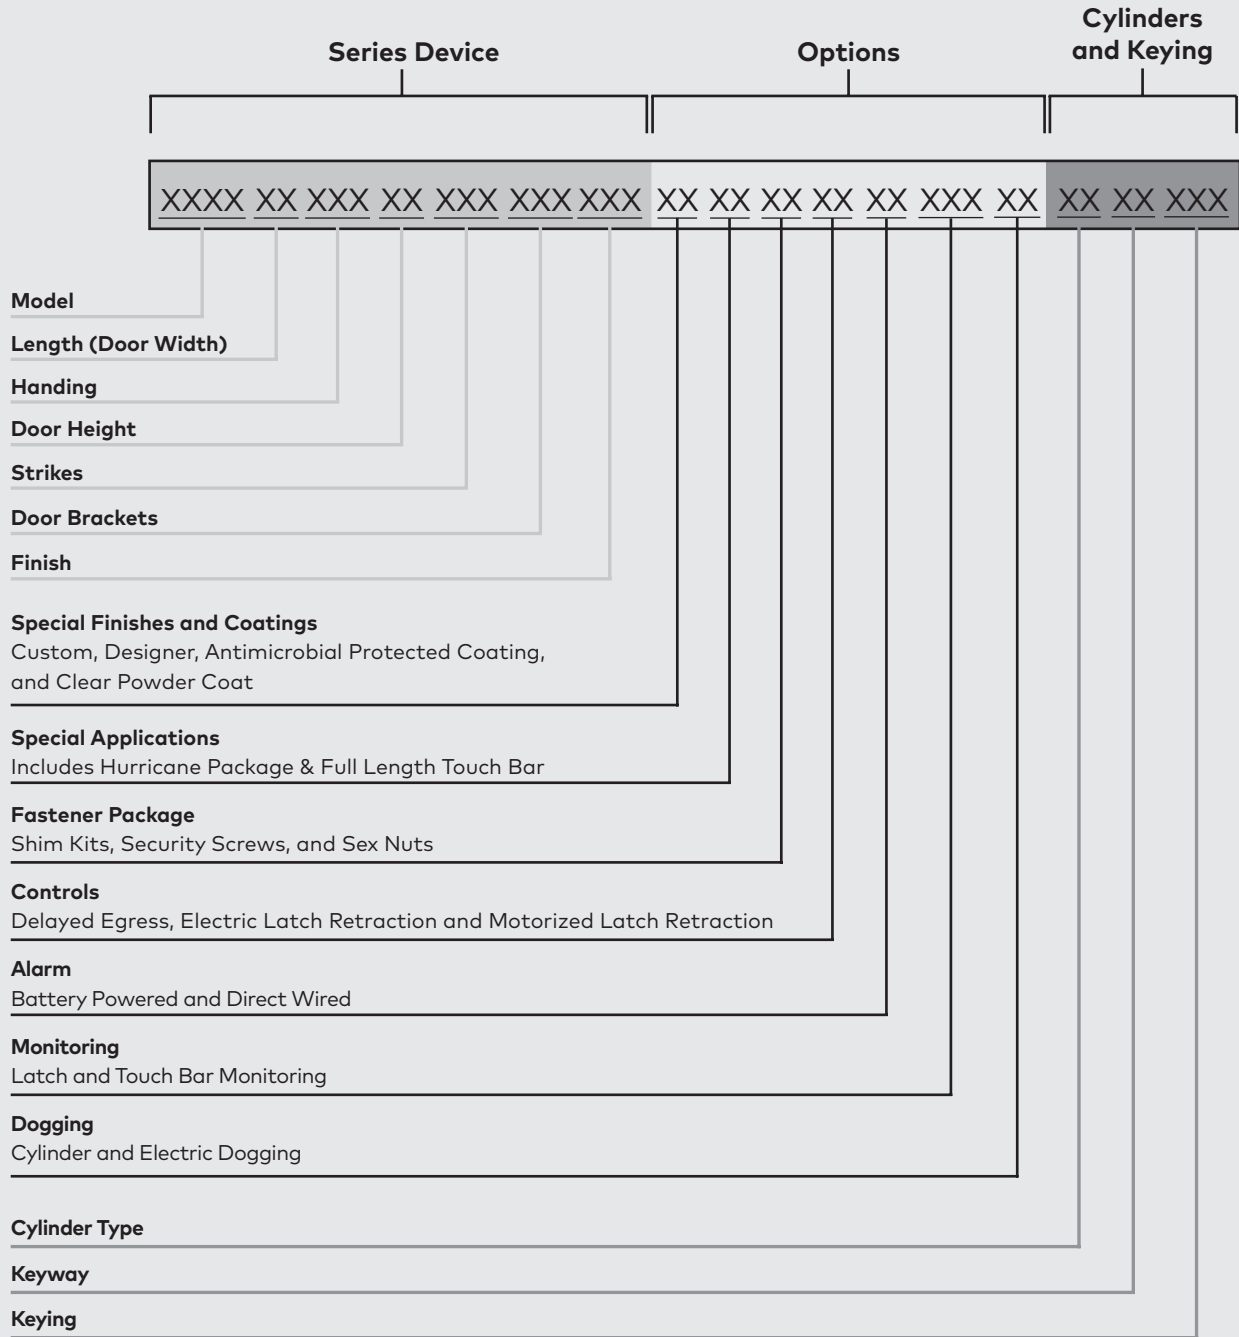 Cylinders
Series Device Options and Keying
XXXX XX XXX XX XXX XXX XXX XX XX XX XX XX XXX XX XX XX XXX
Model
Length (Door Width)
Handing
Door Height
Strikes
Door Brackets
Finish
Special Finishes and Coatings
Custom, Designer, Antimicrobial Protected Coating,
and Clear Powder Coat
Special Applications
Includes Hurricane Package & Full Length Touch Bar
Fastener Package
Shim Kits, Security Screws, and Sex Nuts
Controls
Delayed Egress, Electric Latch Retraction and Motorized Latch Retraction
Alarm
Battery Powered and Direct Wired
Monitoring
Latch and Touch Bar Monitoring
Dogging
Cylinder and Electric Dogging
Cylinder Type
Keyway
Keying